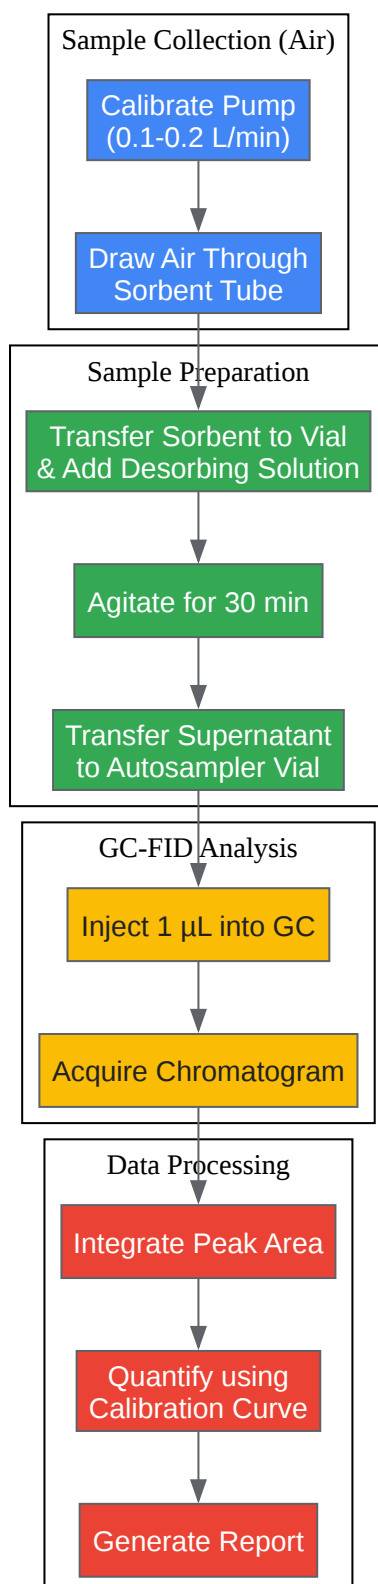 Sample Collection (Air)
Calibrate Pump
(0.1-0.2 L/min)
Draw Air Through
Sorbent Tube
Sample Preparation
Transfer Sorbent to Vial
& Add Desorbing Solution
Agitate for 30 min
Transfer Supernatant
to Autosampler Vial
GC-FID Analysis
Inject 1 µL into GC
Acquire Chromatogram
Data Processing
Integrate Peak Area
Quantify using
Calibration Curve
Generate Report